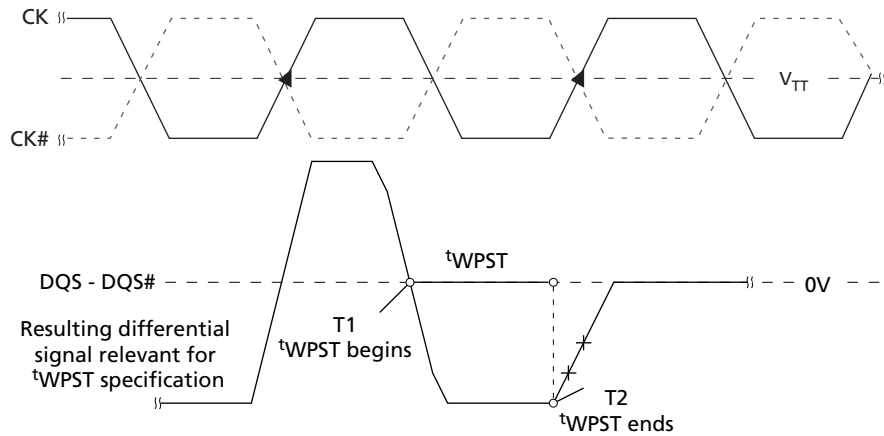 CK
V_TT
CK#
tWPST
DQS - DQS#
0V
Resulting differential
signal relevant for
tWPST specification
T1
tWPST begins
T2
tWPST ends